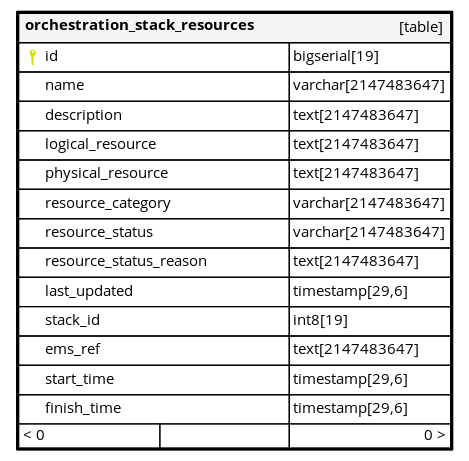 orchestration_stack_resources [table]
id bigserial[19]
name varchar[2147483647]
description text[2147483647]
logical_resource text[2147483647]
physical_resource text[2147483647]
resource_category varchar[2147483647]
resource_status varchar[2147483647]
resource_status_reason text[2147483647]
last_updated timestamp[29,6]
stack_id int8[19]
ems_ref text[2147483647]
start_time timestamp[29,6]
finish_time timestamp[29,6]
< 0 0 >